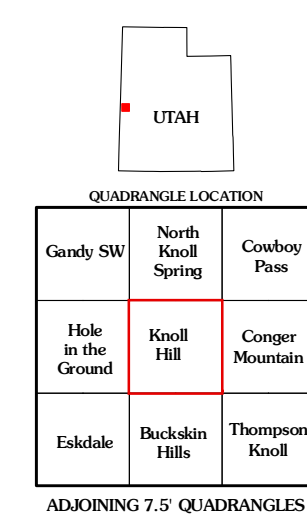 UTAH
QUADRANGLE LOCATION
Gandy SW
North
Knoll
Spring
Cowboy
Pass
Hole
in the
Ground
Knoll
Hill
Conger
Mountain
Eskdale
Buckskin
Hills
Thompson
Knoll
ADJOINING 7.5' QUADRANGLES